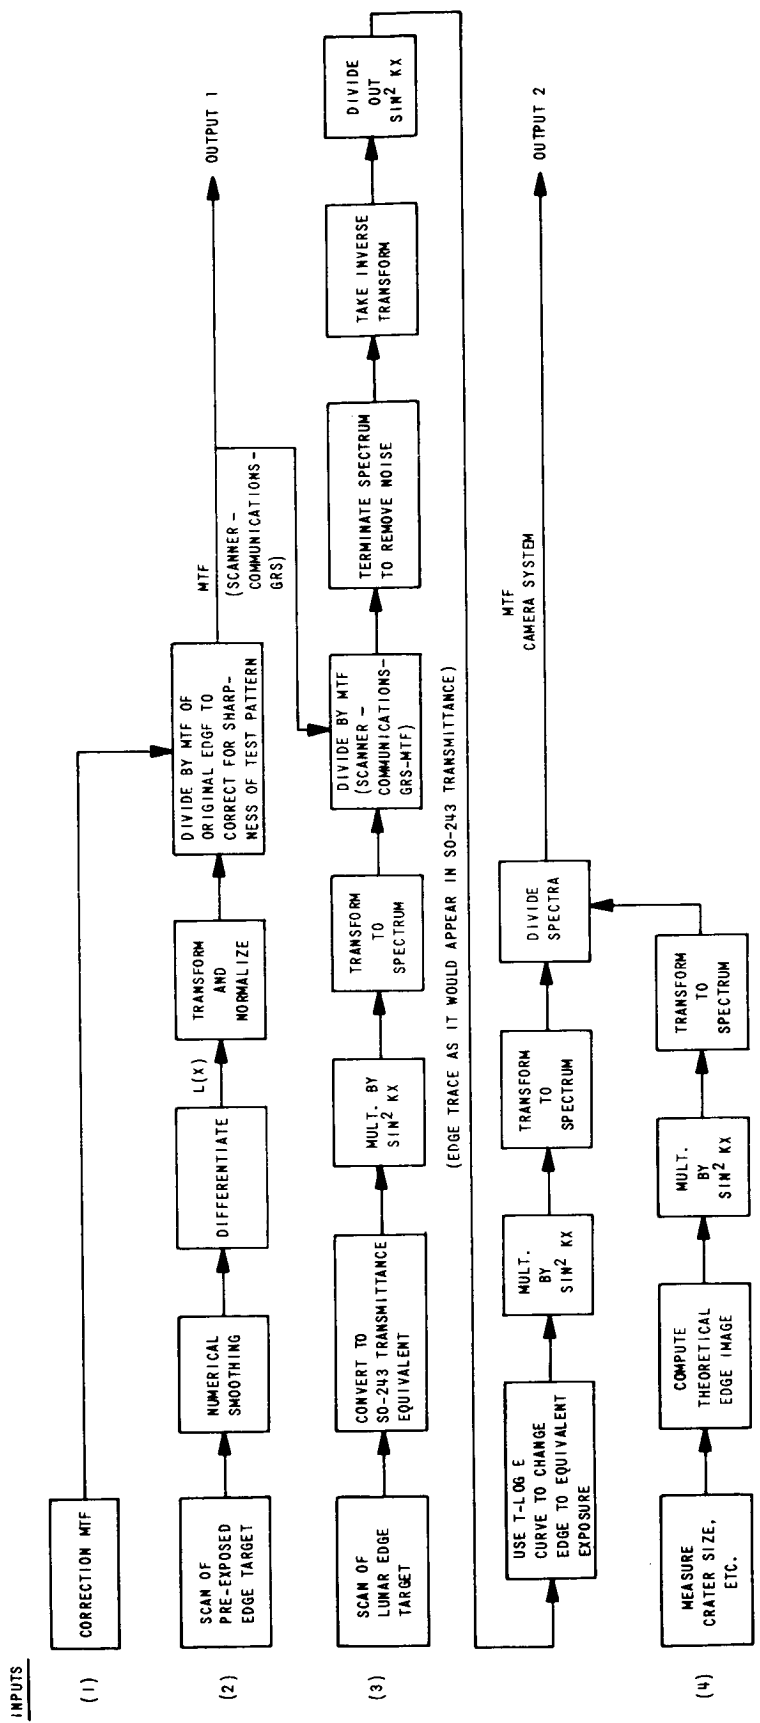 INPUTS
(1)
CORRECTION MTF
(2)
SCAN OF
PRE-EXPOSED
EDGE TARGET
NUMERICAL
SMOOTHING
DIFFERENTIATE
L(X)
TRANSFORM
AND
NORMALIZE
DIVIDE BY MTF OF
ORIGINAL EDGF TO
CORRECT FOR SHARP-
NESS OF TEST PATTERN
MTF
(SCANNER –
COMMUNICATIONS-
GRS)
OUTPUT 1
(3)
SCAN OF
LUNAR EDGE
TARGET
CONVERT TO
SO-243 TRANSMITTANCE
EQUIVALENT
MULT. BY
SIN² KX
TRANSFORM
TO
SPECTRUM
DIVIDE BY MTF
(SCANNER –
COMMUNICATIONS-
GRS-MTF)
TERMINATE SPECTRUM
TO REMOVE NOISE
TAKE INVERSE
TRANSFORM
DIVIDE
OUT
SIN² KX
(EDGE TRACE AS IT WOULD APPEAR IN SO-243 TRANSMITTANCE)
USE T-LOG E
CURVE TO CHANGE
EDGE TO EQUIVALENT
EXPOSURE
MULT.
BY
SIN² KX
TRANSFORM
TO
SPECTRUM
DIVIDE
SPECTRA
MTF
CAMERA SYSTEM
OUTPUT 2
(4)
MEASURE
CRATER SIZE,
ETC.
COMPUTE
THEORETICAL
EDGE IMAGE
MULT.
BY
SIN² KX
TRANSFORM
TO
SPECTRUM